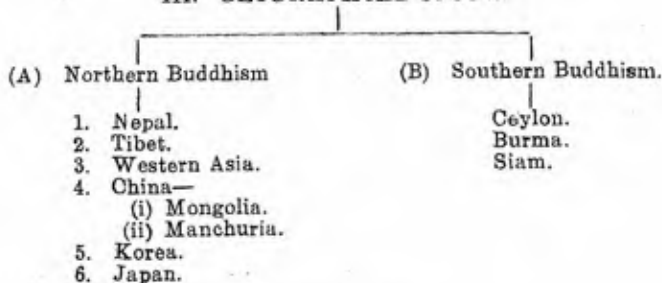 (A) Northern Buddhism
1. Nepal.
2. Tibet.
3. Western Asia.
4. China—
(i) Mongolia.
(ii) Manchuria.
5. Korea.
6. Japan.
(B) Southern Buddhism.
Ceylon.
Burma.
Siam.